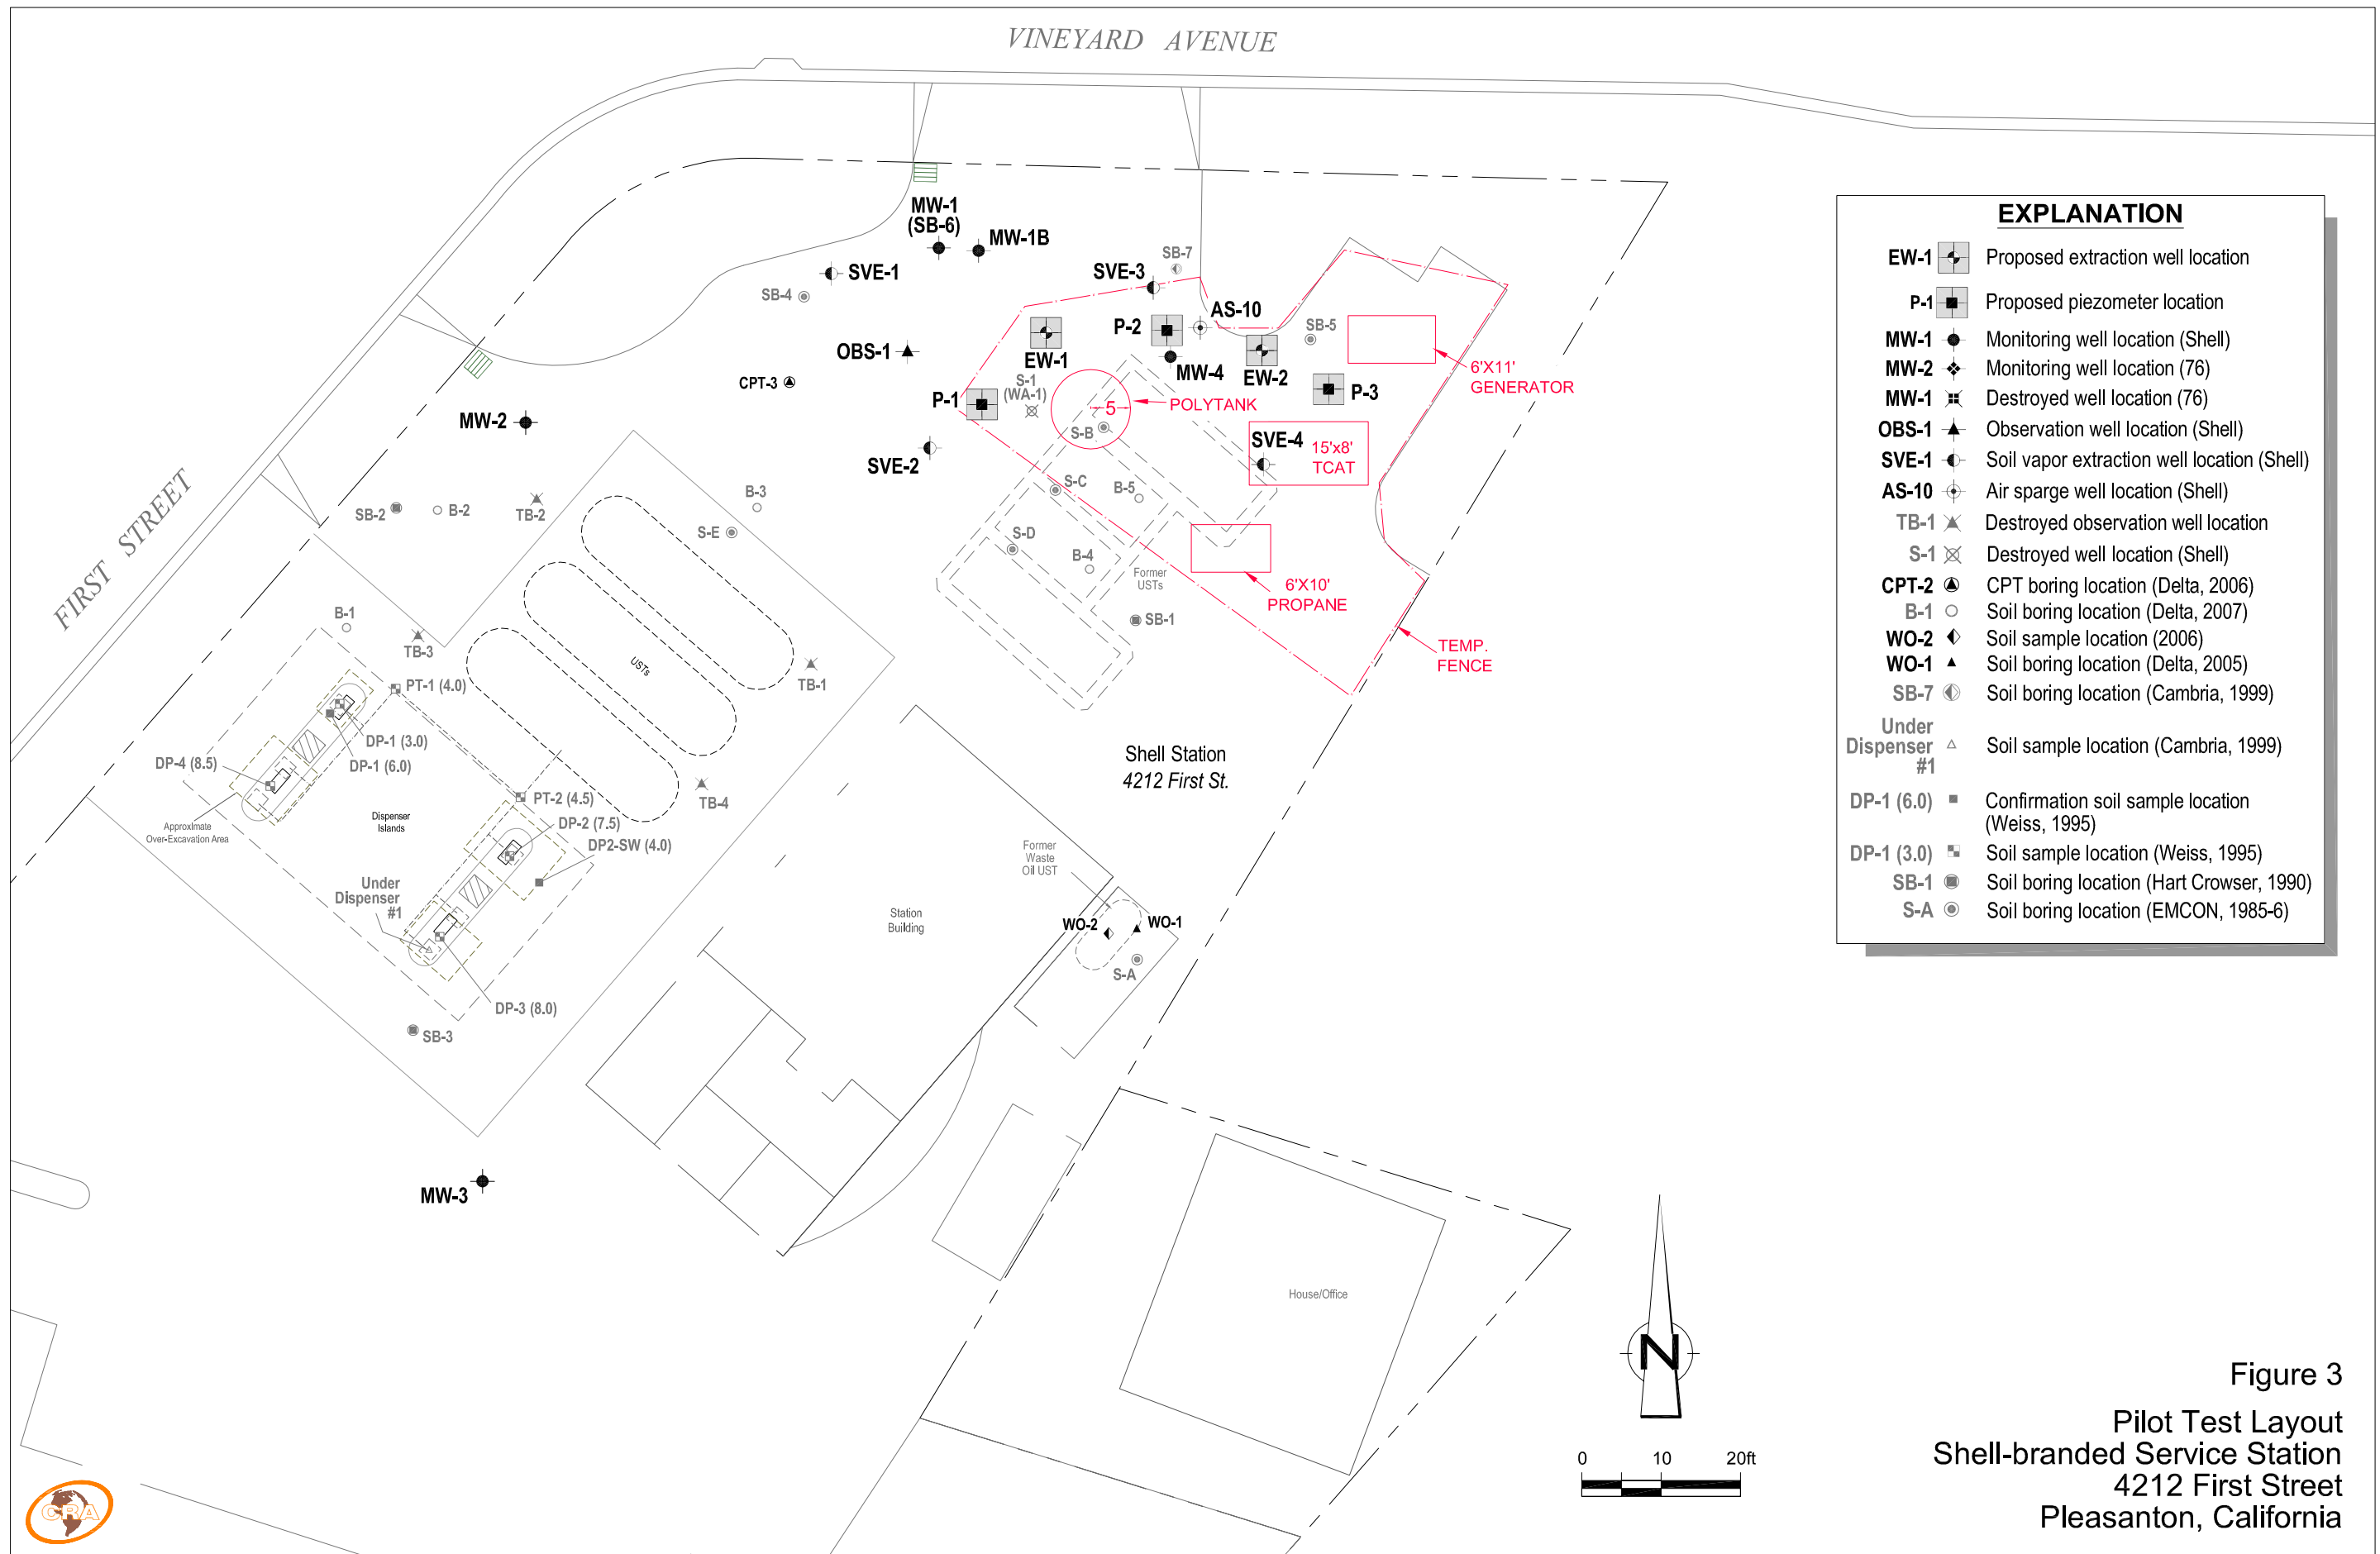 VINEYARD AVENUE
FIRST STREET
MW-1
(SB-6)
MW-1B
SVE-1
SB-4
SB-7
SVE-3
AS-10
P-2
SB-5
EW-1
OBS-1
MW-4
EW-2
CPT-3
S-1
(WA-1)
P-1
P-3
6'X11'
GENERATOR
5
POLYTANK
MW-2
S-B
SVE-4
15'x8'
TCAT
SVE-2
S-C
B-5
B-3
SB-2
B-2
TB-2
S-E
S-D
B-4
Former
USTs
6'X10'
PROPANE
SB-1
B-1
TB-3
TEMP.
FENCE
USTs
TB-1
PT-1 (4.0)
DP-1 (3.0)
DP-1 (6.0)
DP-4 (8.5)
Shell Station
4212 First St.
TB-4
PT-2 (4.5)
DP-2 (7.5)
DP2-SW (4.0)
Approximate
Over-Excavation Area
Dispenser
Islands
Under
Dispenser
#1
Former
Waste
Oil UST
Station
Building
WO-2
WO-1
S-A
DP-3 (8.0)
SB-3
MW-3
House/Office
EXPLANATION
EW-1 Proposed extraction well location
P-1 Proposed piezometer location
MW-1 Monitoring well location (Shell)
MW-2 Monitoring well location (76)
MW-1 Destroyed well location (76)
OBS-1 Observation well location (Shell)
SVE-1 Soil vapor extraction well location (Shell)
AS-10 Air sparge well location (Shell)
TB-1 Destroyed observation well location
S-1 Destroyed well location (Shell)
CPT-2 CPT boring location (Delta, 2006)
B-1 Soil boring location (Delta, 2007)
WO-2 Soil sample location (2006)
WO-1 Soil boring location (Delta, 2005)
SB-7 Soil boring location (Cambria, 1999)
Under
Dispenser Soil sample location (Cambria, 1999)
#1
DP-1 (6.0) Confirmation soil sample location
(Weiss, 1995)
DP-1 (3.0) Soil sample location (Weiss, 1995)
SB-1 Soil boring location (Hart Crowser, 1990)
S-A Soil boring location (EMCON, 1985-6)
N
0 10 20ft
CRA
Figure 3
Pilot Test Layout
Shell-branded Service Station
4212 First Street
Pleasanton, California